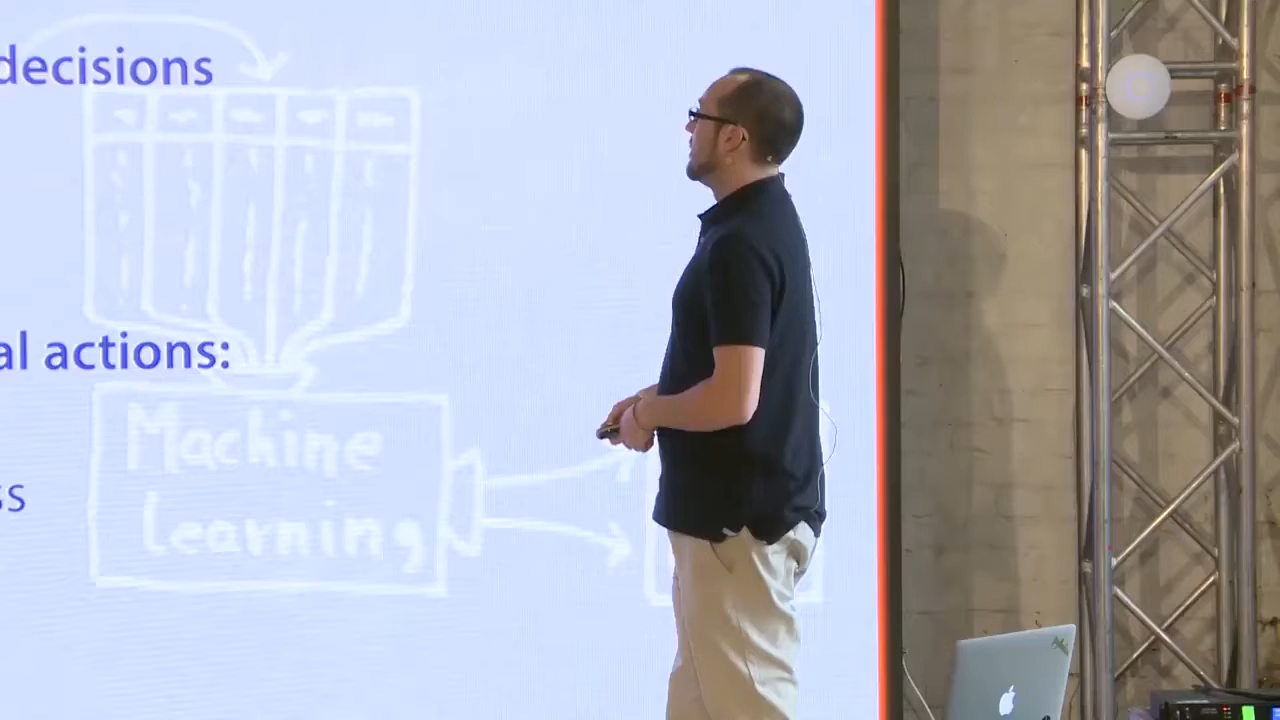 decisions
al actions:
Machine
Learning
ss